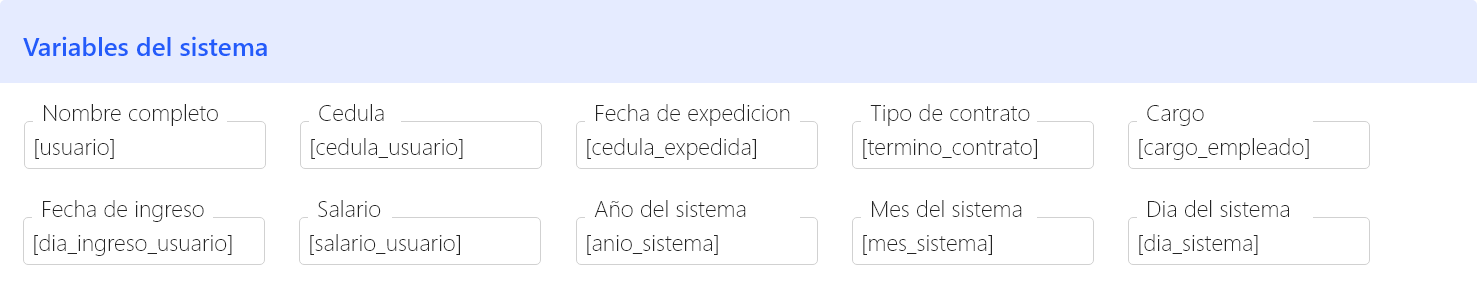 Variables del sistema
Nombre completo Cedula Fecha de expedicion Tipo de contrato Cargo
[usuario] [cedula_usuario] [cedula_expedida] [termino_contrato] [cargo_empleado]
Fecha de ingreso Salario Año del sistema Mes del sistema Dia del sistema
[dia_ingreso_usuario] [salario_usuario] [anio_sistema] [mes_sistema] [dia_sistema]